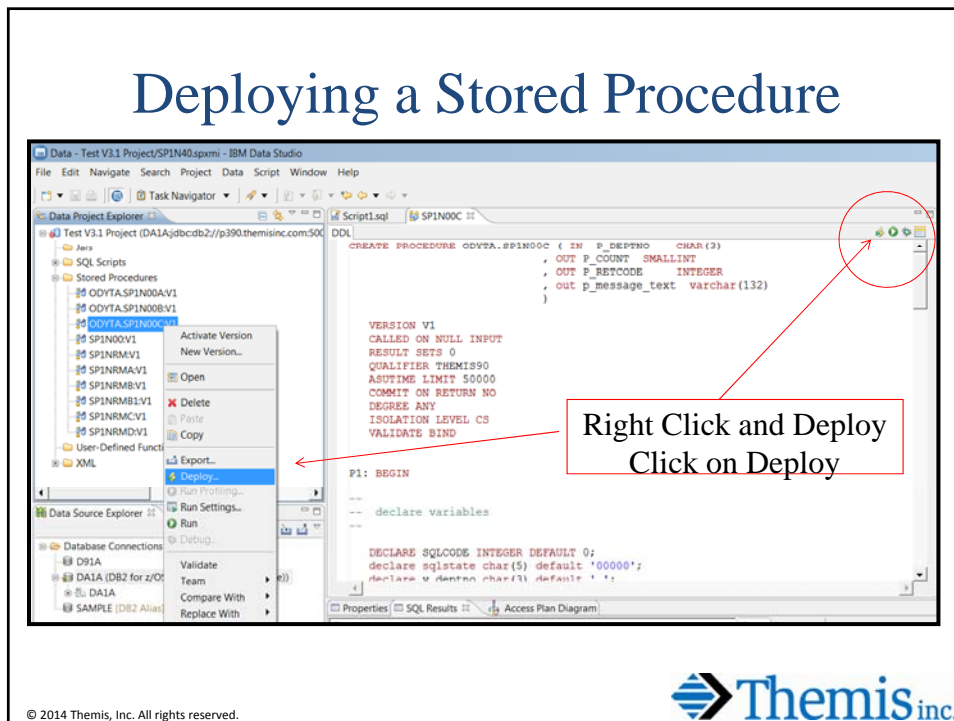 Deploying a Stored Procedure
Data - Test V3.1 Project/SP1N40.spxmi - IBM Data Studio
File Edit Navigate Search Project Data Script Window Help
Task Navigator
Data Project Explorer
Test V3.1 Project (DA1A;jdbc:db2://p390.themisinc.com:500
Jars
SQL Scripts
Stored Procedures
ODYTA.SP1N00A:V1
ODYTA.SP1N00B:V1
ODYTA.SP1N00C:V1
SP1N00:V1
SP1NRM:V1
SP1NRMA:V1
SP1NRMB:V1
SP1NRMB1:V1
SP1NRMC:V1
SP1NRMD:V1
User-Defined Functi
XML
Activate Version
New Version...
Open
Delete
Paste
Copy
Export...
Deploy...
Run Profiling...
Run Settings...
Run
Debug...
Validate
Team
Compare With
Replace With
Data Source Explorer
Database Connections
D91A
DA1A (DB2 for z/OS
e))
DA1A
SAMPLE [DB2 Alias]
Script1.sql SP1N00C
DDL
CREATE PROCEDURE ODYTA.SP1N00C ( IN P_DEPTNO CHAR(3)
, OUT P_COUNT SMALLINT
, OUT P_RETCODE INTEGER
, out p_message_text varchar(132)
)
VERSION V1
CALLED ON NULL INPUT
RESULT SETS 0
QUALIFIER THEMIS90
ASUTIME LIMIT 50000
COMMIT ON RETURN NO
DEGREE ANY
ISOLATION LEVEL CS
VALIDATE BIND
P1: BEGIN
--
-- declare variables
--
DECLARE SQLCODE INTEGER DEFAULT 0;
declare sqlstate char(5) default '00000';
declare v_deptno char(3) default ' ';
Properties SQL Results Access Plan Diagram
Right Click and Deploy
Click on Deploy
© 2014 Themis, Inc. All rights reserved.
Themis inc.